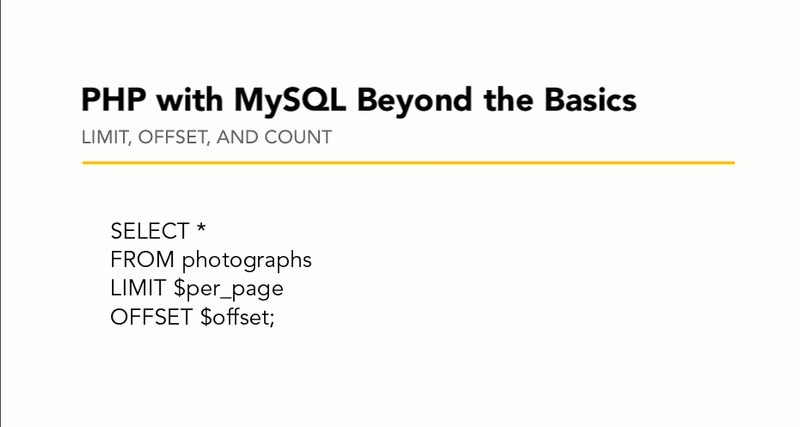 PHP with MySQL Beyond the Basics
LIMIT, OFFSET, AND COUNT
SELECT *
FROM photographs
LIMIT $per_page
OFFSET $offset;